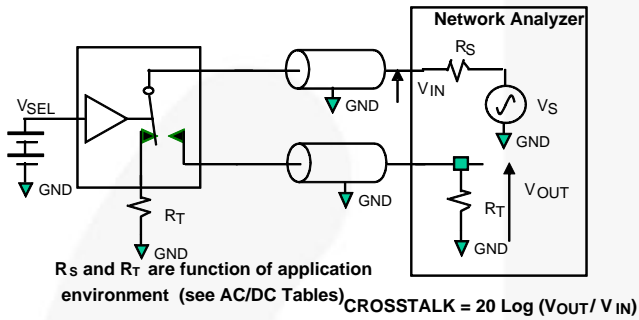 Network Analyzer
RS
VIN
VS
GND
GND
VSEL
GND
RT
GND
GND
RT
VOUT
GND
RS and RT are function of application
environment (see AC/DC Tables)
CROSSTALK = 20 Log (VOUT/ VIN)